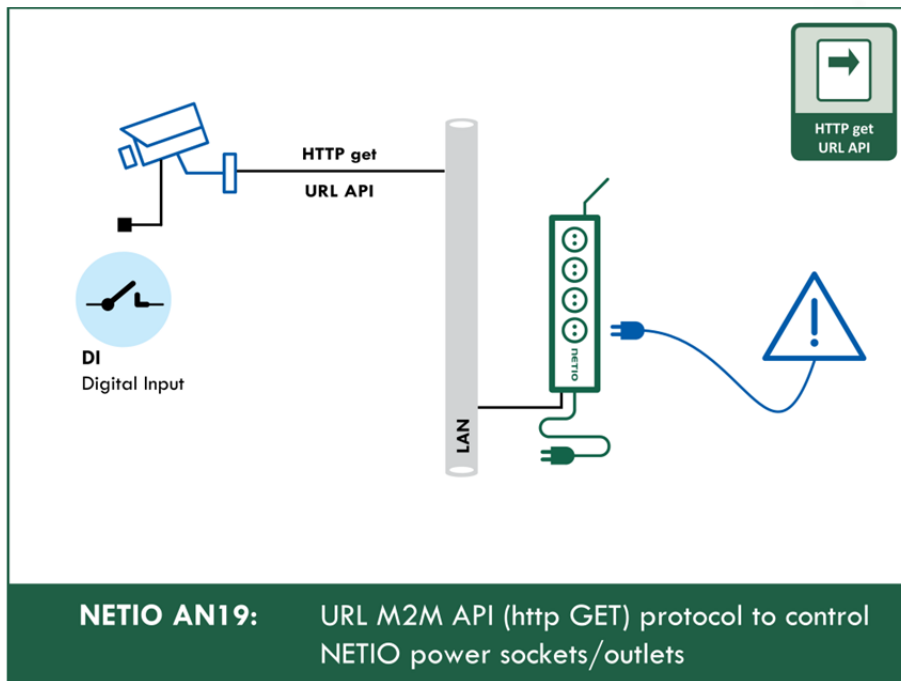 HTTP get
URL API
HTTP get
URL API
DI
Digital Input
LAN
NETIO
NETIO AN19: URL M2M API (http GET) protocol to control
NETIO power sockets/outlets